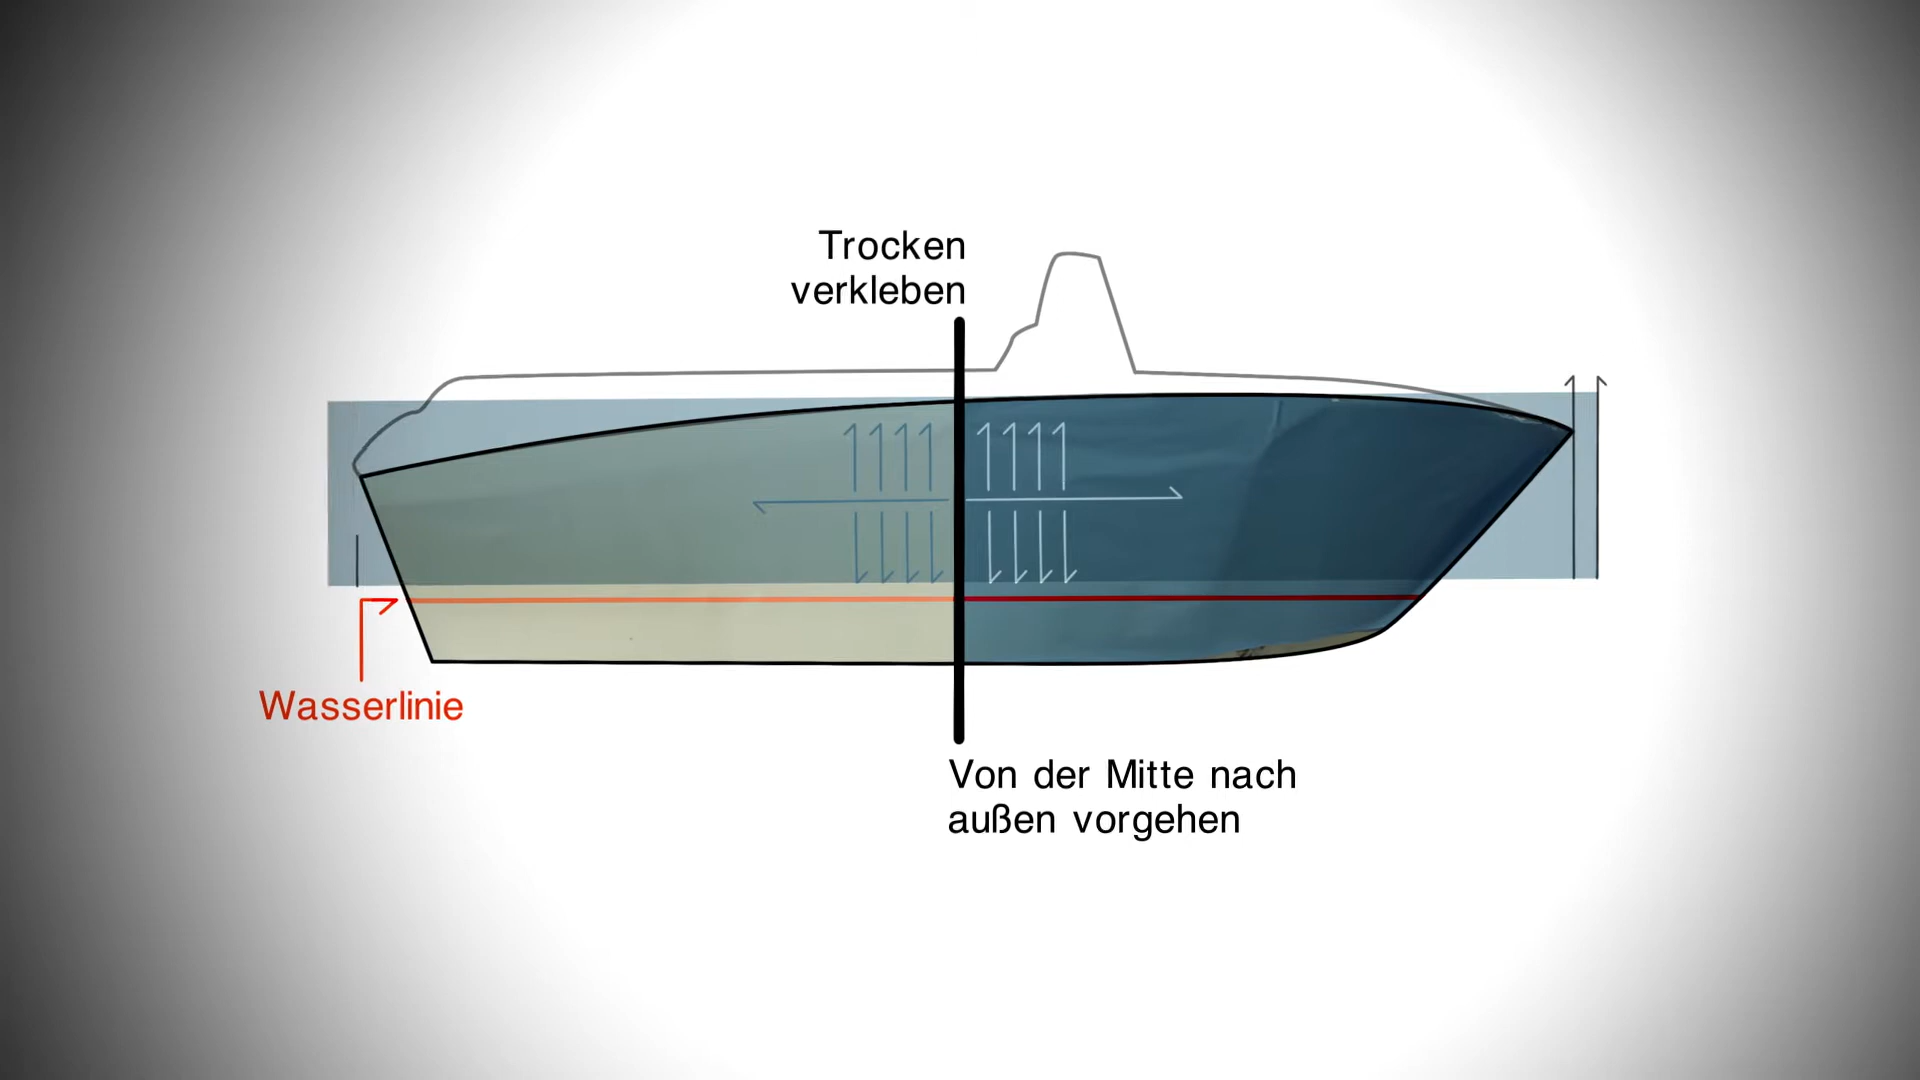 Trocken
verkleben
Wasserlinie
Von der Mitte nach
außen vorgehen